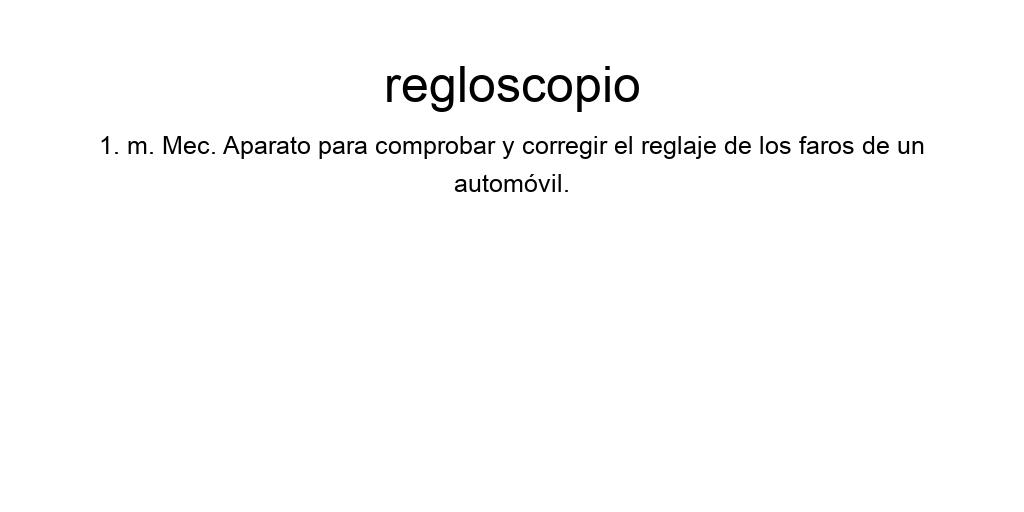 regloscopio
1. m. Mec. Aparato para comprobar y corregir el reglaje de los faros de un
automóvil.